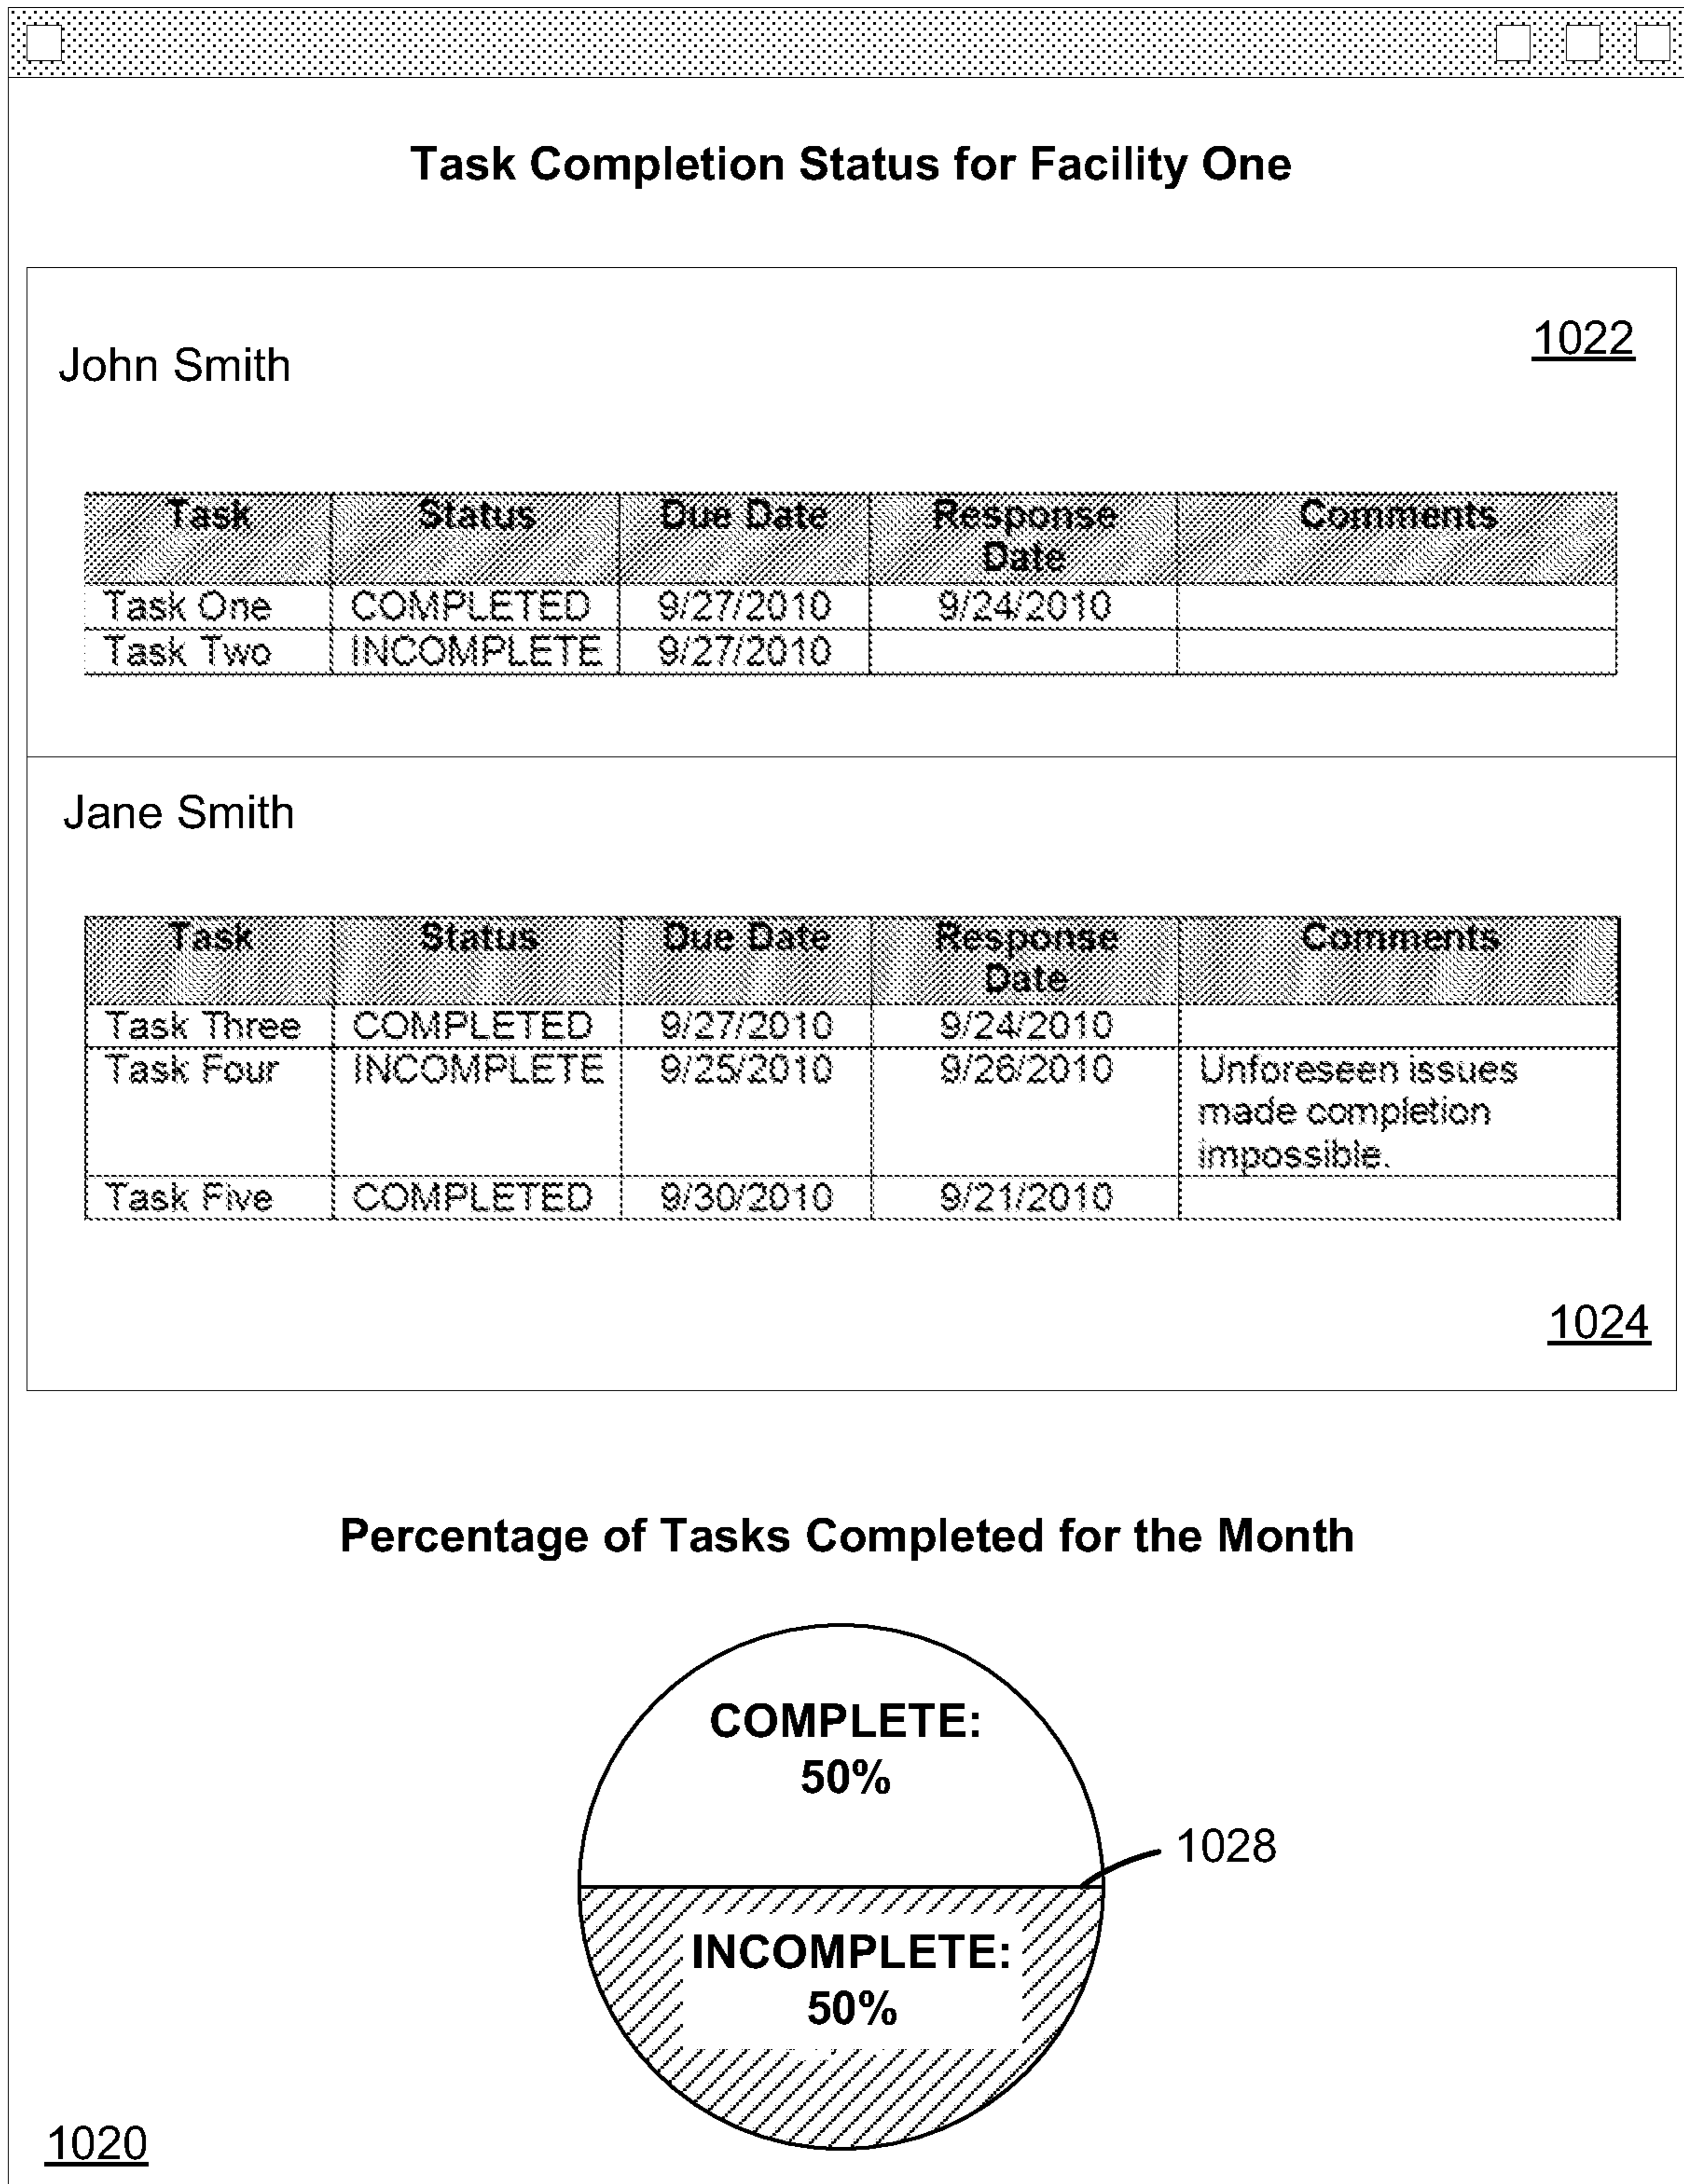 Task Completion Status for Facility One
1022
John Smith
Task Status Due Date Response Date Comments
Task One COMPLETED 9/27/2010 9/24/2010
Task Two INCOMPLETE 9/27/2010
Jane Smith
Task Status Due Date Response Date Comments
Task Three COMPLETED 9/27/2010 9/24/2010
Task Four INCOMPLETE 9/25/2010 Unforeseen issues
made completion
impossible.
Task Five COMPLETED 9/30/2010 9/21/2010
1024
Percentage of Tasks Completed for the Month
COMPLETE:
50%
1028
INCOMPLETE:
50%
1020